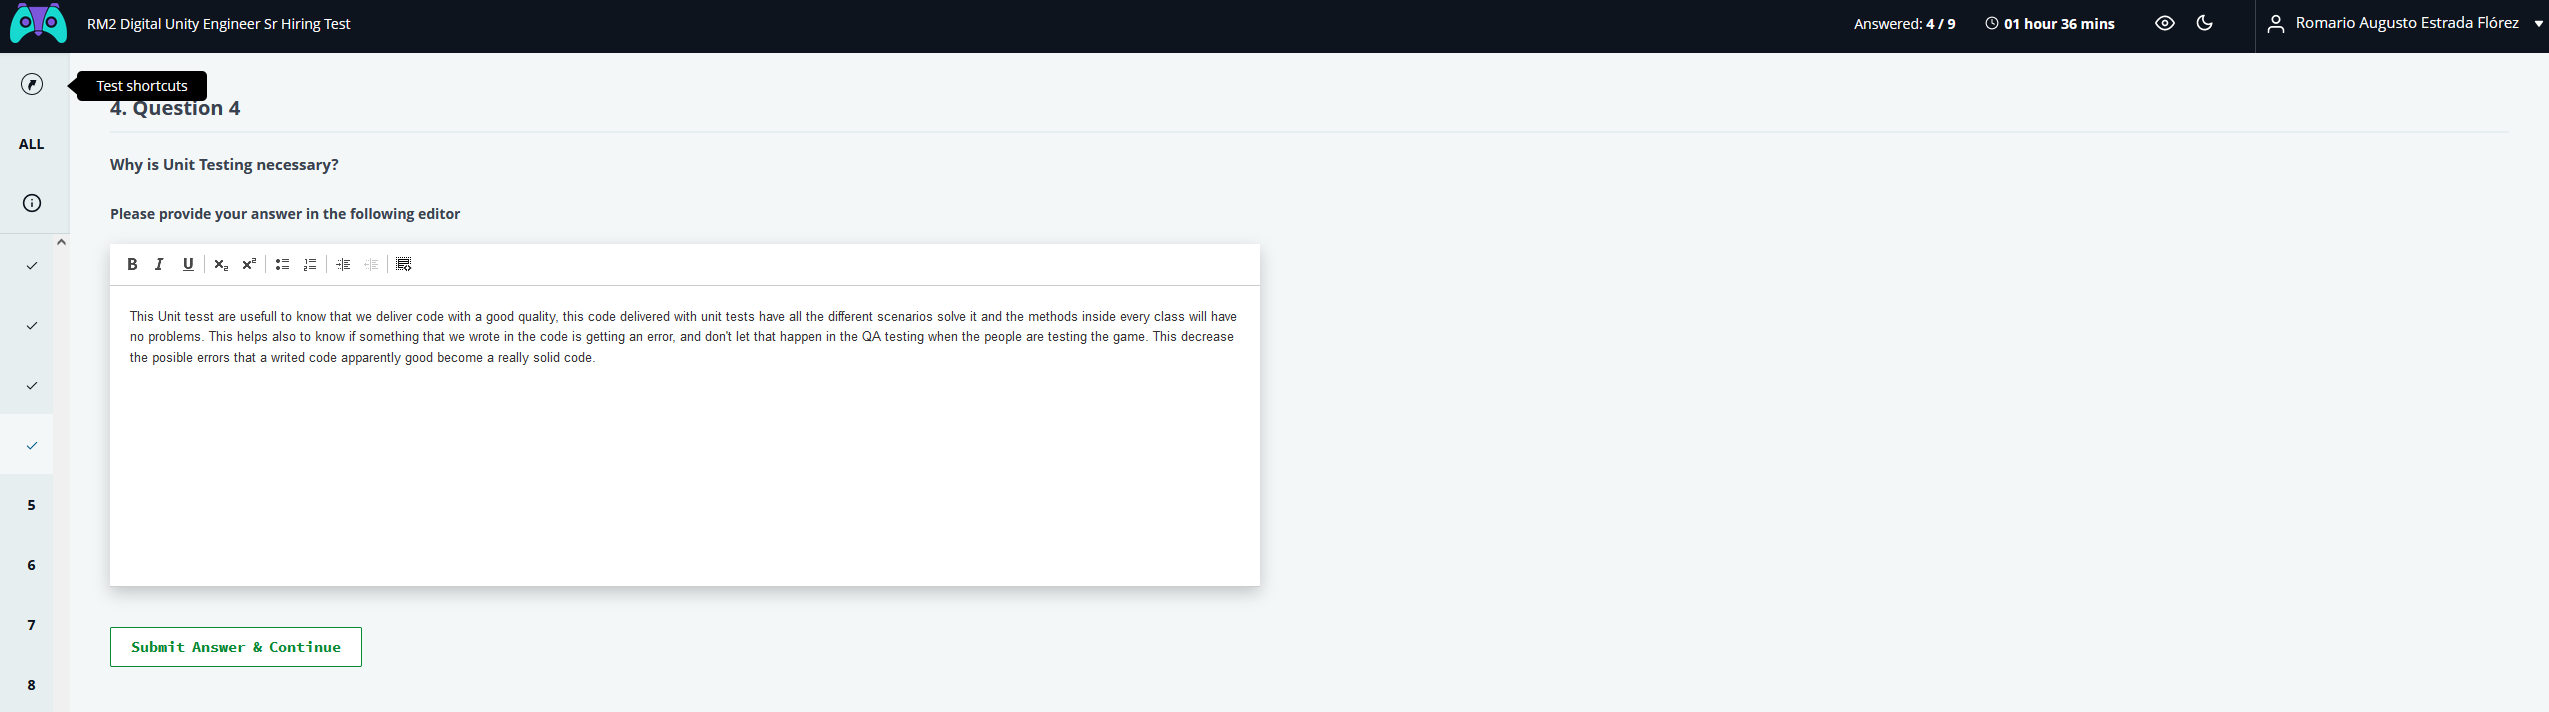 RM2 Digital Unity Engineer Sr Hiring Test
Answered: 4 / 9
01 hour 36 mins
Romario Augusto Estrada Flórez
Test shortcuts
ALL
4. Question 4
Why is Unit Testing necessary?
Please provide your answer in the following editor
B I U x₂ x²
This Unit tesst are usefull to know that we deliver code with a good quality, this code delivered with unit tests have all the different scenarios solve it and the methods inside every class will have
no problems. This helps also to know if something that we wrote in the code is getting an error, and don't let that happen in the QA testing when the people are testing the game. This decrease
the posible errors that a writed code apparently good become a really solid code.
5
6
7
8
Submit Answer & Continue